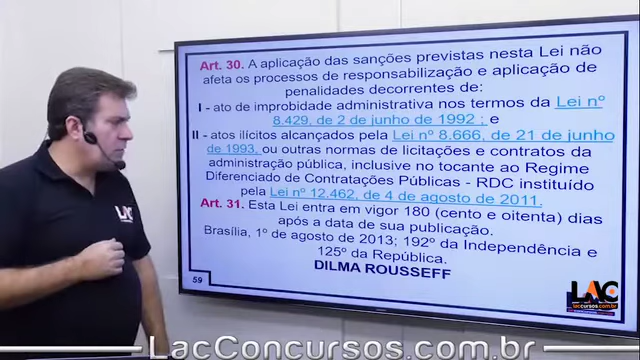 Art. 30. A aplicação das sanções previstas nesta Lei não
afeta os processos de responsabilização e aplicação de
penalidades decorrentes de:
I - ato de improbidade administrativa nos termos da Lei nº
8.429, de 2 de junho de 1992 ; e
II - atos ilícitos alcançados pela Lei nº 8.666, de 21 de junho
de 1993, ou outras normas de licitações e contratos da
administração pública, inclusive no tocante ao Regime
Diferenciado de Contratações Públicas - RDC instituído
pela Lei nº 12.462, de 4 de agosto de 2011.
Art. 31. Esta Lei entra em vigor 180 (cento e oitenta) dias
após a data de sua publicação.
Brasília, 1º de agosto de 2013; 192º da Independência e
125º da República.
DILMA ROUSSEFF
59
LAC
LAC
laccursos.com.br
LacConcursos.com.br